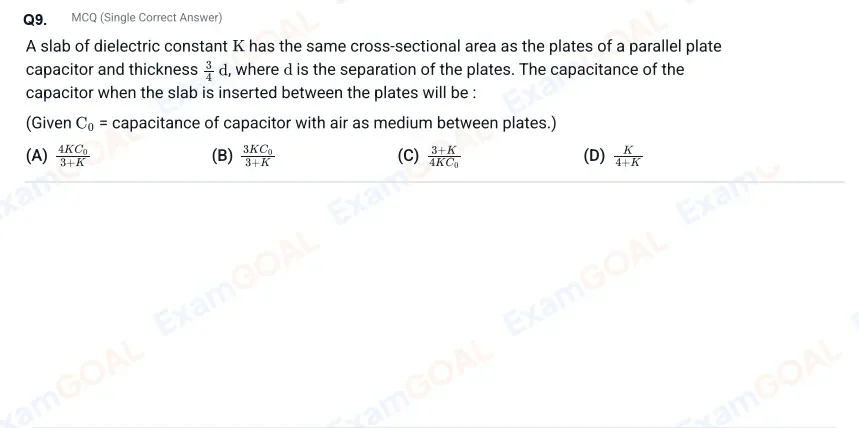 Q9. MCQ (Single Correct Answer)
A slab of dielectric constant K has the same cross-sectional area as the plates of a parallel plate
capacitor and thickness 3/4 d, where d is the separation of the plates. The capacitance of the
capacitor when the slab is inserted between the plates will be :
(Given C₀ = capacitance of capacitor with air as medium between plates.)
(A) 4KC₀/3+K (B) 3KC₀/3+K (C) 3+K/4KC₀ (D) K/4+K
ExamGOAL
ExamGOAL
ExamGOAL
ExamGOAL